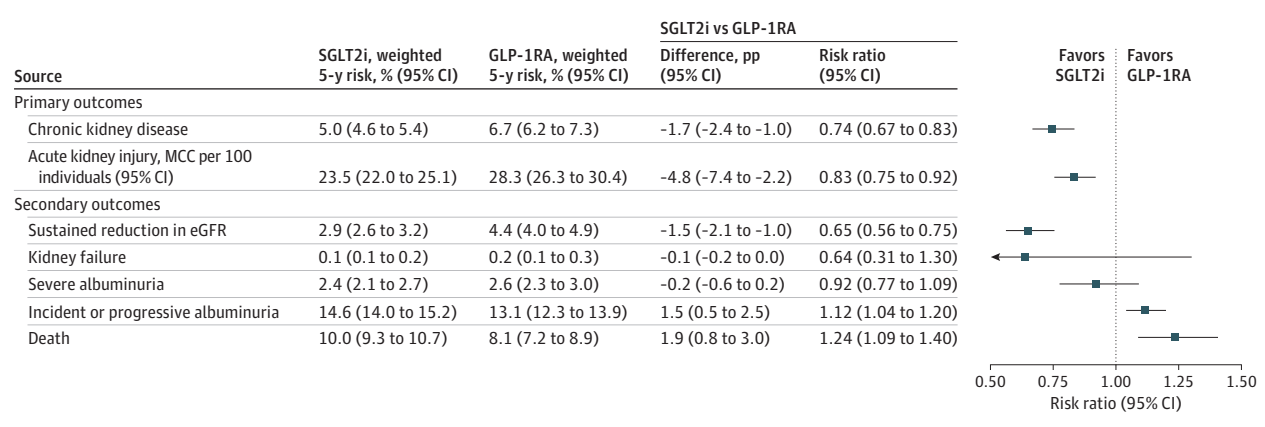 SGLT2i vs GLP-1RA
Source
SGLT2i, weighted
5-y risk, % (95% CI)
GLP-1RA, weighted
5-y risk, % (95% CI)
Difference, pp
(95% CI)
Risk ratio
(95% CI)
Favors
SGLT2i
Favors
GLP-1RA
Primary outcomes
Chronic kidney disease 5.0 (4.6 to 5.4) 6.7 (6.2 to 7.3) -1.7 (-2.4 to -1.0) 0.74 (0.67 to 0.83)
Acute kidney injury, MCC per 100
individuals (95% CI) 23.5 (22.0 to 25.1) 28.3 (26.3 to 30.4) -4.8 (-7.4 to -2.2) 0.83 (0.75 to 0.92)
Secondary outcomes
Sustained reduction in eGFR 2.9 (2.6 to 3.2) 4.4 (4.0 to 4.9) -1.5 (-2.1 to -1.0) 0.65 (0.56 to 0.75)
Kidney failure 0.1 (0.1 to 0.2) 0.2 (0.1 to 0.3) -0.1 (-0.2 to 0.0) 0.64 (0.31 to 1.30)
Severe albuminuria 2.4 (2.1 to 2.7) 2.6 (2.3 to 3.0) -0.2 (-0.6 to 0.2) 0.92 (0.77 to 1.09)
Incident or progressive albuminuria 14.6 (14.0 to 15.2) 13.1 (12.3 to 13.9) 1.5 (0.5 to 2.5) 1.12 (1.04 to 1.20)
Death 10.0 (9.3 to 10.7) 8.1 (7.2 to 8.9) 1.9 (0.8 to 3.0) 1.24 (1.09 to 1.40)
0.50 0.75 1.00 1.25 1.50
Risk ratio (95% CI)